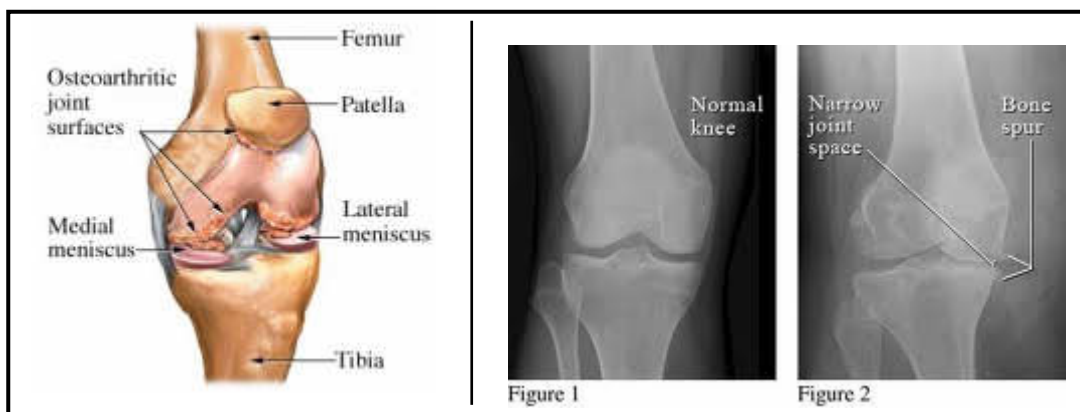 Femur
Osteoarthritic
joint
surfaces
Patella
Medial
meniscus
Lateral
meniscus
Tibia
Normal
knee
Figure 1
Narrow
joint
space
Bone
spur
Figure 2